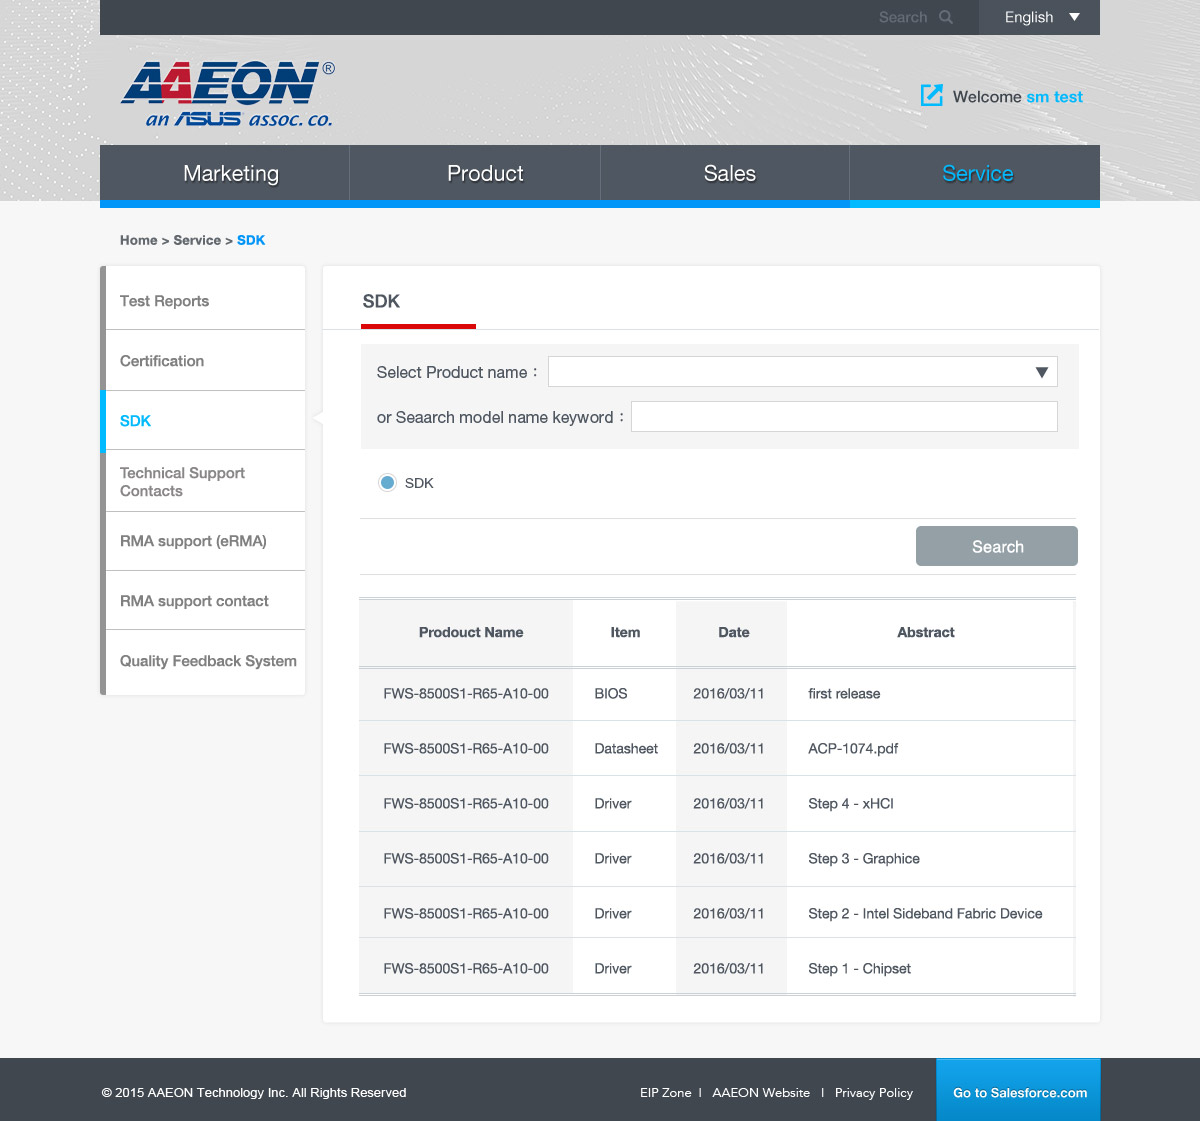 Search English
AAEON®
an ASUS assoc. co.
Welcome sm test
Marketing Product Sales Service
Home > Service > SDK
Test Reports
Certification
SDK
Technical Support
Contacts
RMA support (eRMA)
RMA support contact
Quality Feedback System
SDK
Select Product name :
or Seaarch model name keyword :
SDK
Search
Prodouct Name Item Date Abstract
FWS-8500S1-R65-A10-00 BIOS 2016/03/11 first release
FWS-8500S1-R65-A10-00 Datasheet 2016/03/11 ACP-1074.pdf
FWS-8500S1-R65-A10-00 Driver 2016/03/11 Step 4 - xHCI
FWS-8500S1-R65-A10-00 Driver 2016/03/11 Step 3 - Graphice
FWS-8500S1-R65-A10-00 Driver 2016/03/11 Step 2 - Intel Sideband Fabric Device
FWS-8500S1-R65-A10-00 Driver 2016/03/11 Step 1 - Chipset
© 2015 AAEON Technology Inc. All Rights Reserved EIP Zone | AAEON Website | Privacy Policy Go to Salesforce.com